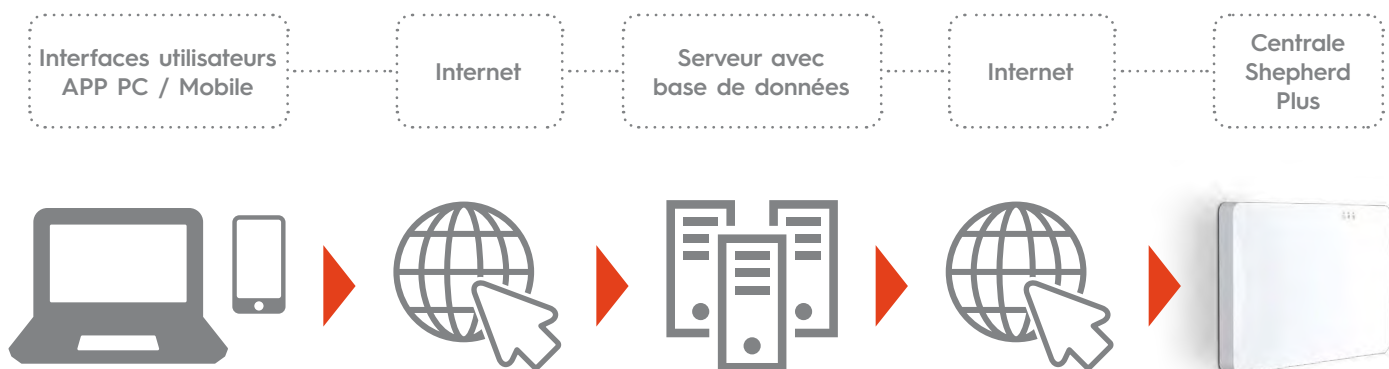 Interfaces utilisateurs
APP PC / Mobile
Internet
Serveur avec
base de données
Internet
Centrale
Shepherd
Plus